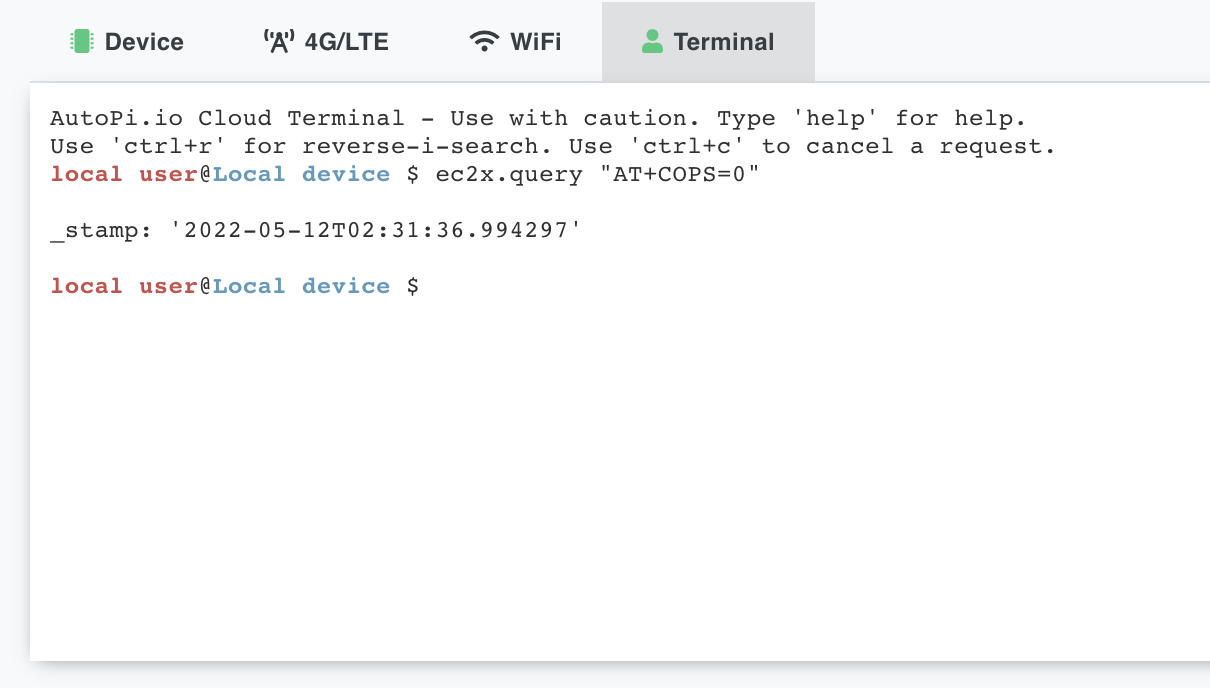 Device 4G/LTE WiFi Terminal
AutoPi.io Cloud Terminal - Use with caution. Type 'help' for help.
Use 'ctrl+r' for reverse-i-search. Use 'ctrl+c' to cancel a request.
local user@Local device $ ec2x.query "AT+COPS=0"
_stamp: '2022-05-12T02:31:36.994297'
local user@Local device $